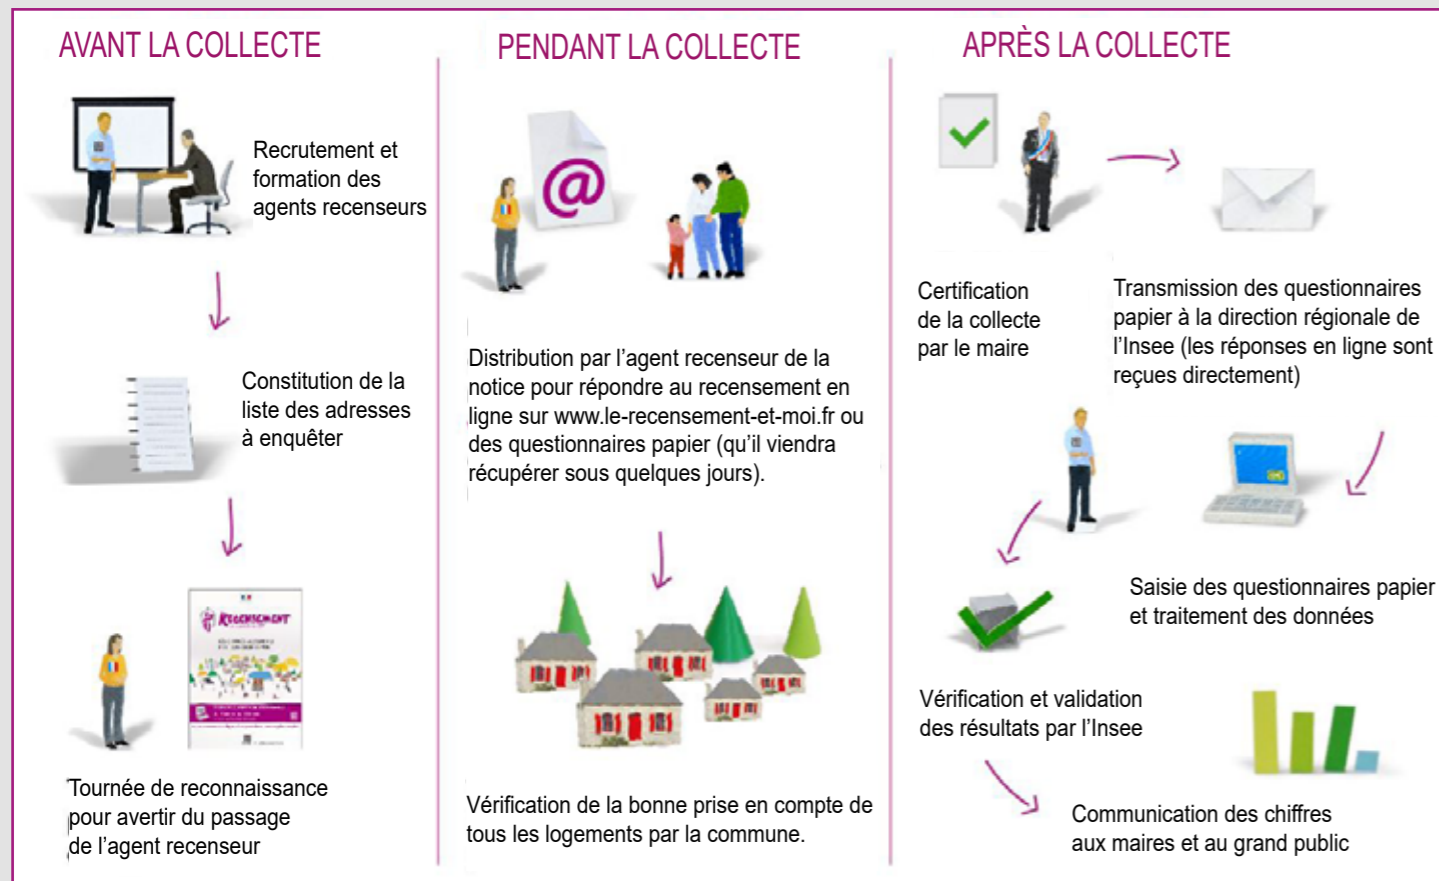 AVANT LA COLLECTE
Recrutement et
formation des
agents recenseurs
Constitution de la
liste des adresses
à enquêter
RECENSEMENT
Tournée de reconnaissance
pour avertir du passage
de l’agent recenseur
PENDANT LA COLLECTE
@
Distribution par l’agent recenseur de la
notice pour répondre au recensement en
ligne sur www.le-recensement-et-moi.fr ou
des questionnaires papier (qu’il viendra
récupérer sous quelques jours).
Vérification de la bonne prise en compte de
tous les logements par la commune.
APRÈS LA COLLECTE
Certification
de la collecte
par le maire
Transmission des questionnaires
papier à la direction régionale de
l’Insee (les réponses en ligne sont
reçues directement)
Saisie des questionnaires papier
et traitement des données
Vérification et validation
des résultats par l’Insee
Communication des chiffres
aux maires et au grand public